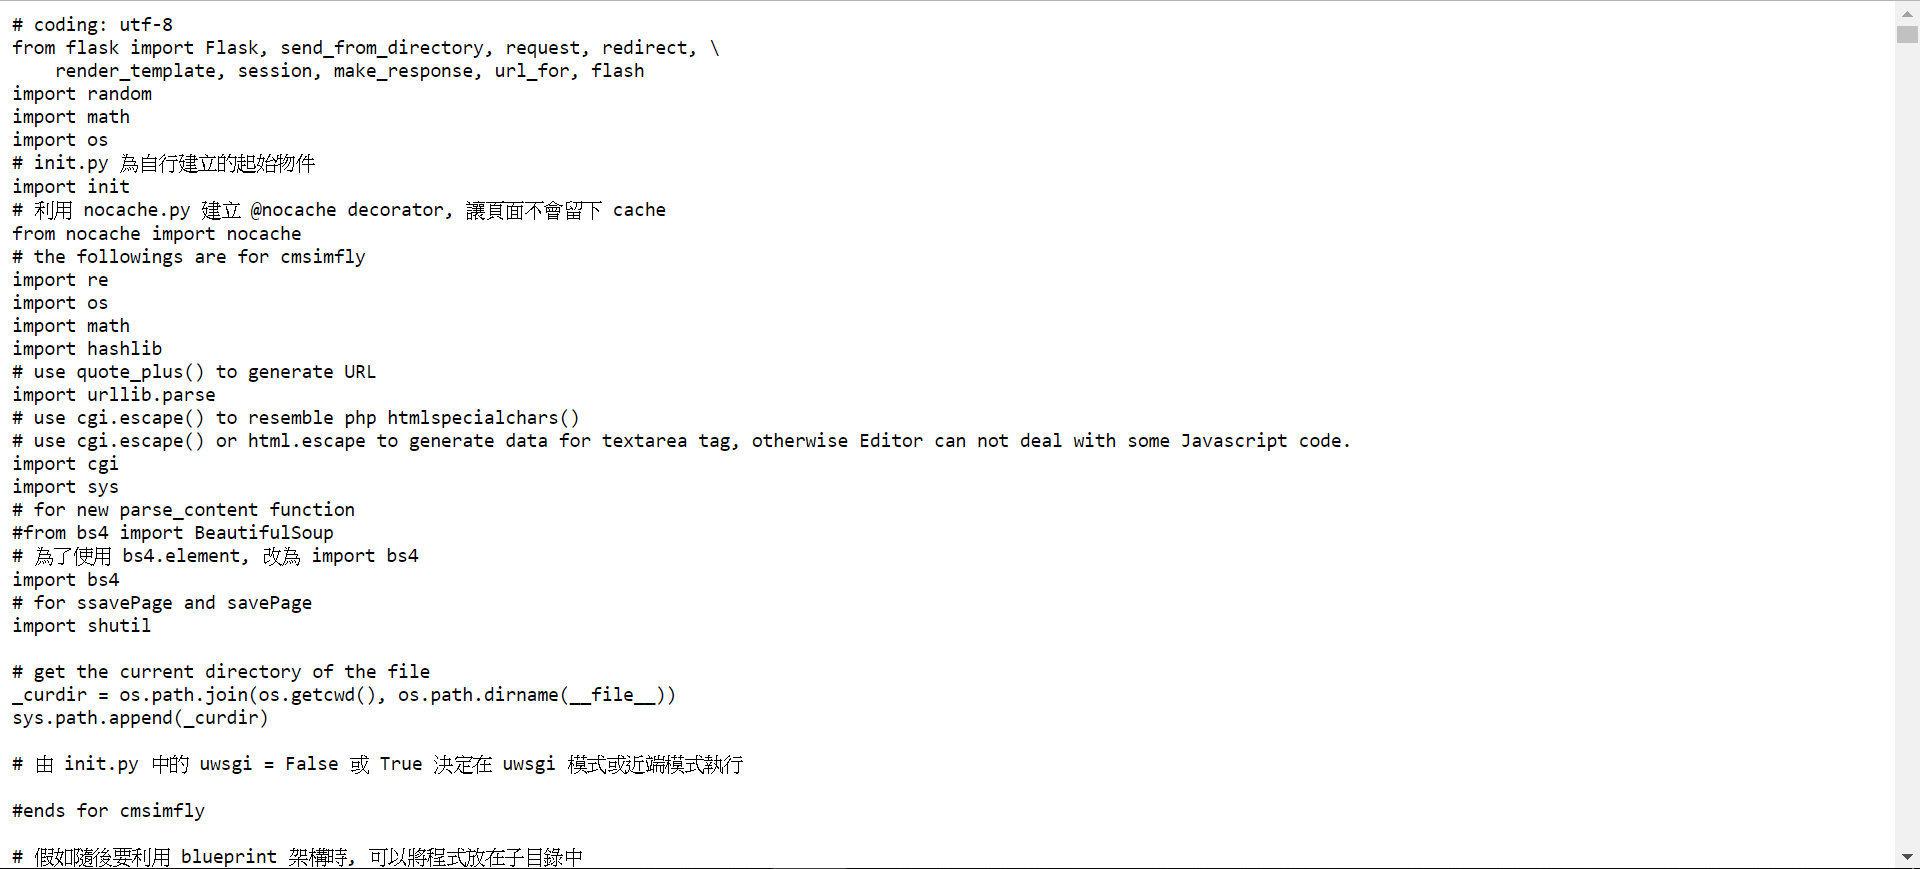 # coding: utf-8
from flask import Flask, send_from_directory, request, redirect, \
    render_template, session, make_response, url_for, flash
import random
import math
import os
# init.py 為自行建立的起始物件
import init
# 利用 nocache.py 建立 @nocache decorator, 讓頁面不會留下 cache
from nocache import nocache
# the followings are for cmsimfly
import re
import os
import math
import hashlib
# use quote_plus() to generate URL
import urllib.parse
# use cgi.escape() to resemble php htmlspecialchars()
# use cgi.escape() or html.escape to generate data for textarea tag, otherwise Editor can not deal with some Javascript code.
import cgi
import sys
# for new parse_content function
#from bs4 import BeautifulSoup
# 為了使用 bs4.element, 改為 import bs4
import bs4
# for ssavePage and savePage
import shutil

# get the current directory of the file
_curdir = os.path.join(os.getcwd(), os.path.dirname(__file__))
sys.path.append(_curdir)

# 由 init.py 中的 uwsgi = False 或 True 決定在 uwsgi 模式或近端模式執行

#ends for cmsimfly

# 假如隨後要利用 blueprint 架構時, 可以將程式放在子目錄中